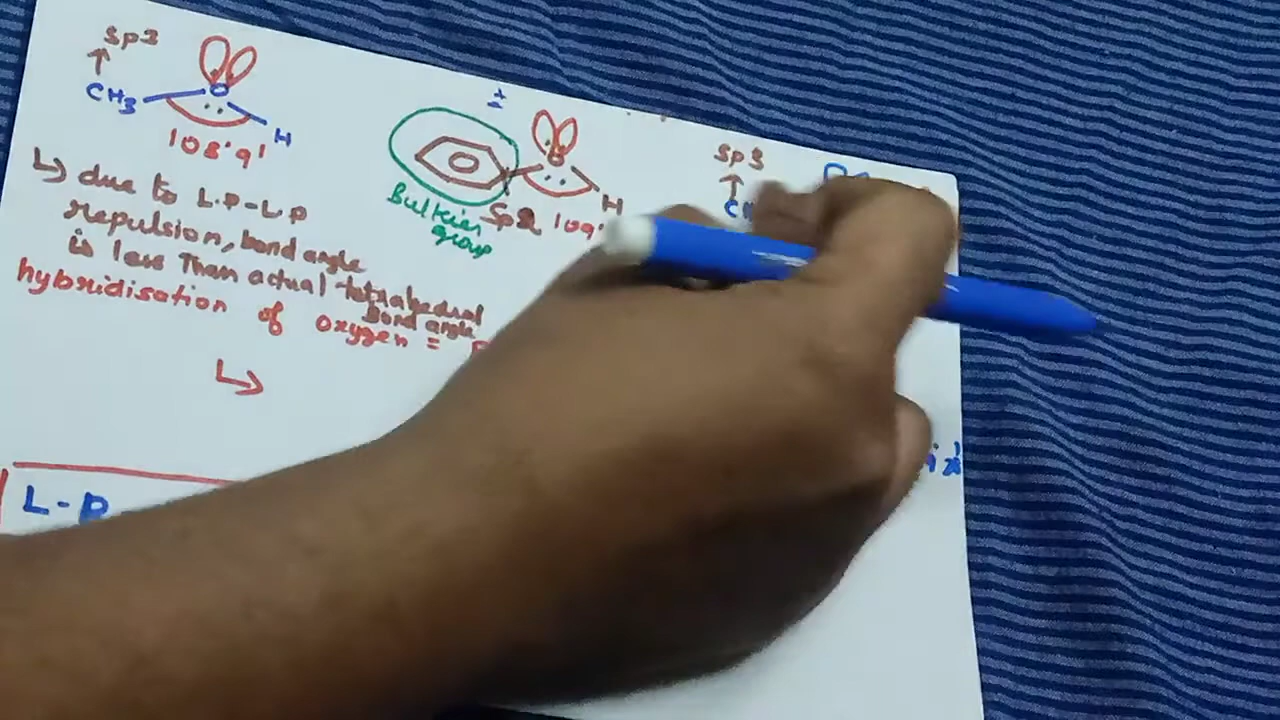 Sp3
CH3
O
H
108°9'
↳ due to L.P-L.P
repulsion, bond angle
is less than actual tetrahedral
Bond angle
hybridisation of oxygen =
↳
L-P
±
O
H
Sp2
109°
Bulkier
group
Sp3